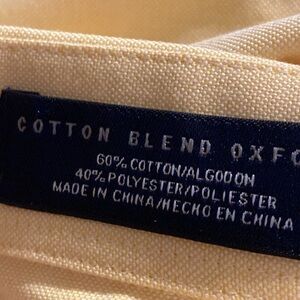 COTTON BLEND OXFO
60% COTTON/ALGODON
40% POLYESTER/POLIESTER
MADE IN CHINA/HECHO EN CHINA